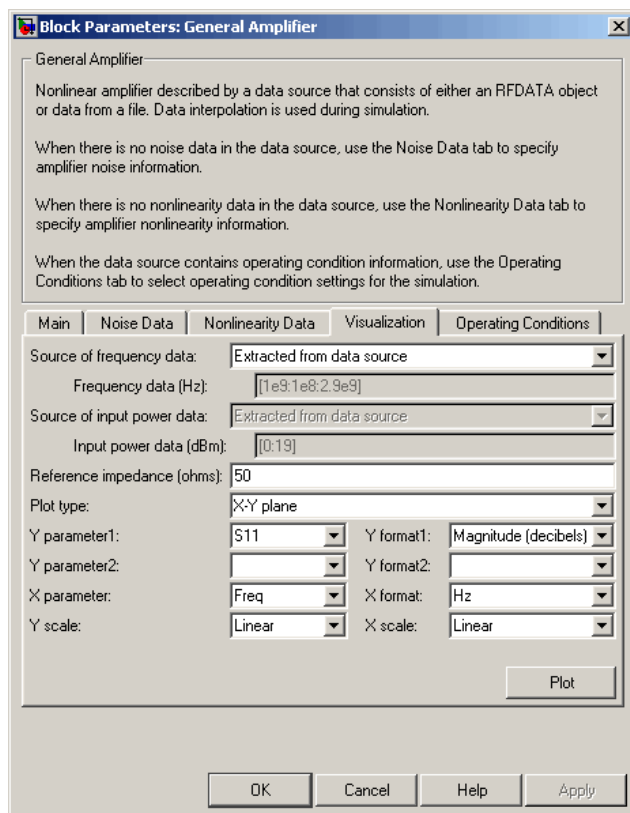 Block Parameters: General Amplifier
General Amplifier
Nonlinear amplifier described by a data source that consists of either an RFDATA object
or data from a file. Data interpolation is used during simulation.
When there is no noise data in the data source, use the Noise Data tab to specify
amplifier noise information.
When there is no nonlinearity data in the data source, use the Nonlinearity Data tab to
specify amplifier nonlinearity information.
When the data source contains operating condition information, use the Operating
Conditions tab to select operating condition settings for the simulation.
Main Noise Data Nonlinearity Data Visualization Operating Conditions
Source of frequency data: Extracted from data source
Frequency data (Hz): [1e9:1e8:2.9e9]
Source of input power data: Extracted from data source
Input power data (dBm): [0:19]
Reference impedance (ohms): 50
Plot type: X-Y plane
Y parameter1: S11 Y format1: Magnitude (decibels)
Y parameter2: Y format2:
X parameter: Freq X format: Hz
Y scale: Linear X scale: Linear
Plot
OK Cancel Help Apply